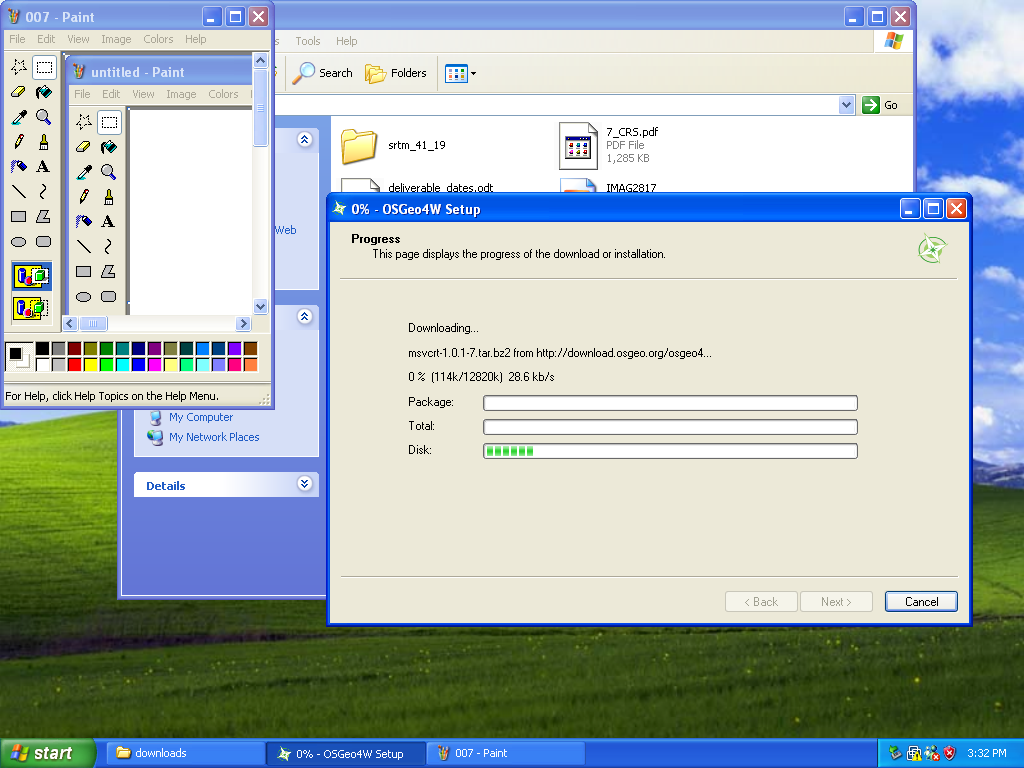 007 - Paint
File Edit View Image Colors Help
untitled - Paint
File Edit View Image Colors
For Help, click Help Topics on the Help Menu.
Tools Help
Search Folders
Go
srtm_41_19
7_CRS.pdf
PDF File
1,285 KB
deliverable_dates.odt
IMAG2817
Web
My Computer
My Network Places
Details
0% - OSGeo4W Setup
Progress
This page displays the progress of the download or installation.
Downloading...
msvcrt-1.0.1-7.tar.bz2 from http://download.osgeo.org/osgeo4...
0 % (114k/12820k) 28.6 kb/s
Package:
Total:
Disk:
< Back Next > Cancel
start downloads 0% - OSGeo4W Setup 007 - Paint 3:32 PM